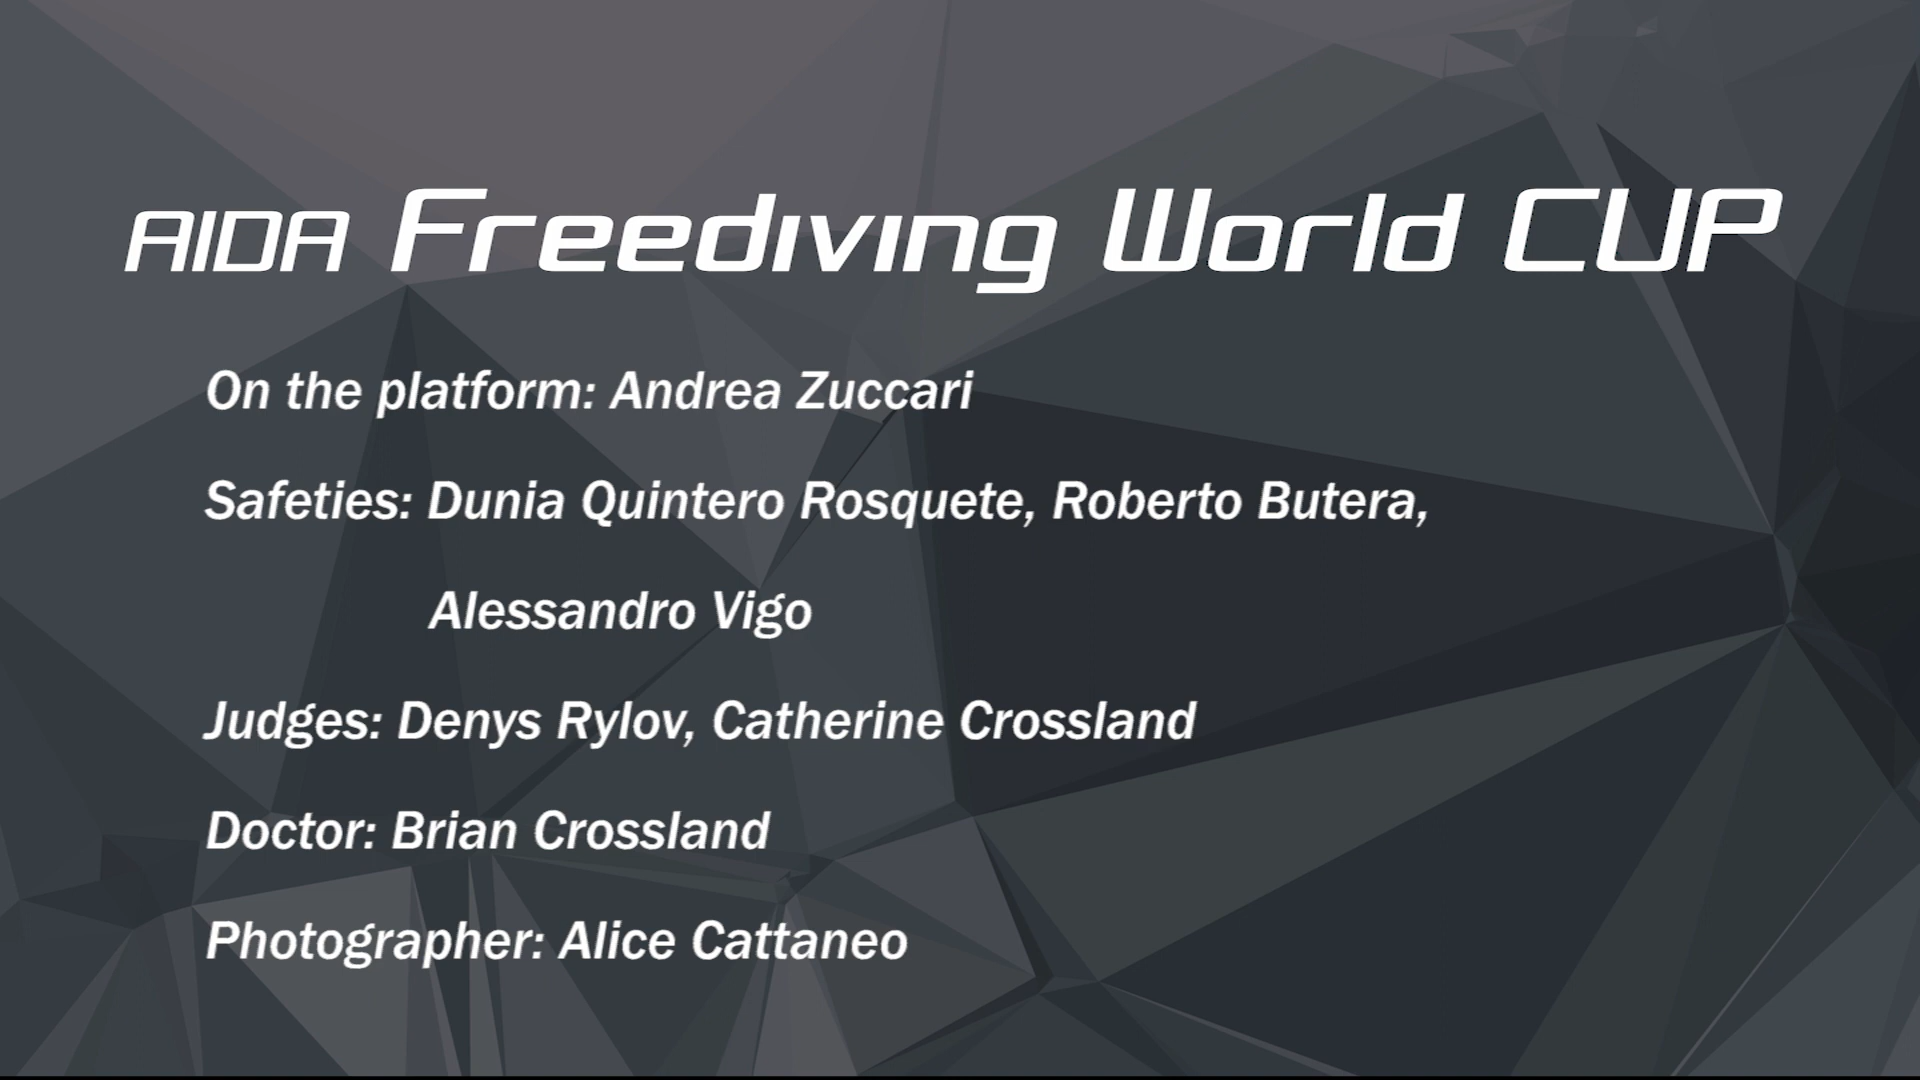 AIDA Freediving World CUP
On the platform: Andrea Zuccari
Safeties: Dunia Quintero Rosquete, Roberto Butera,
Alessandro Vigo
Judges: Denys Rylov, Catherine Crossland
Doctor: Brian Crossland
Photographer: Alice Cattaneo